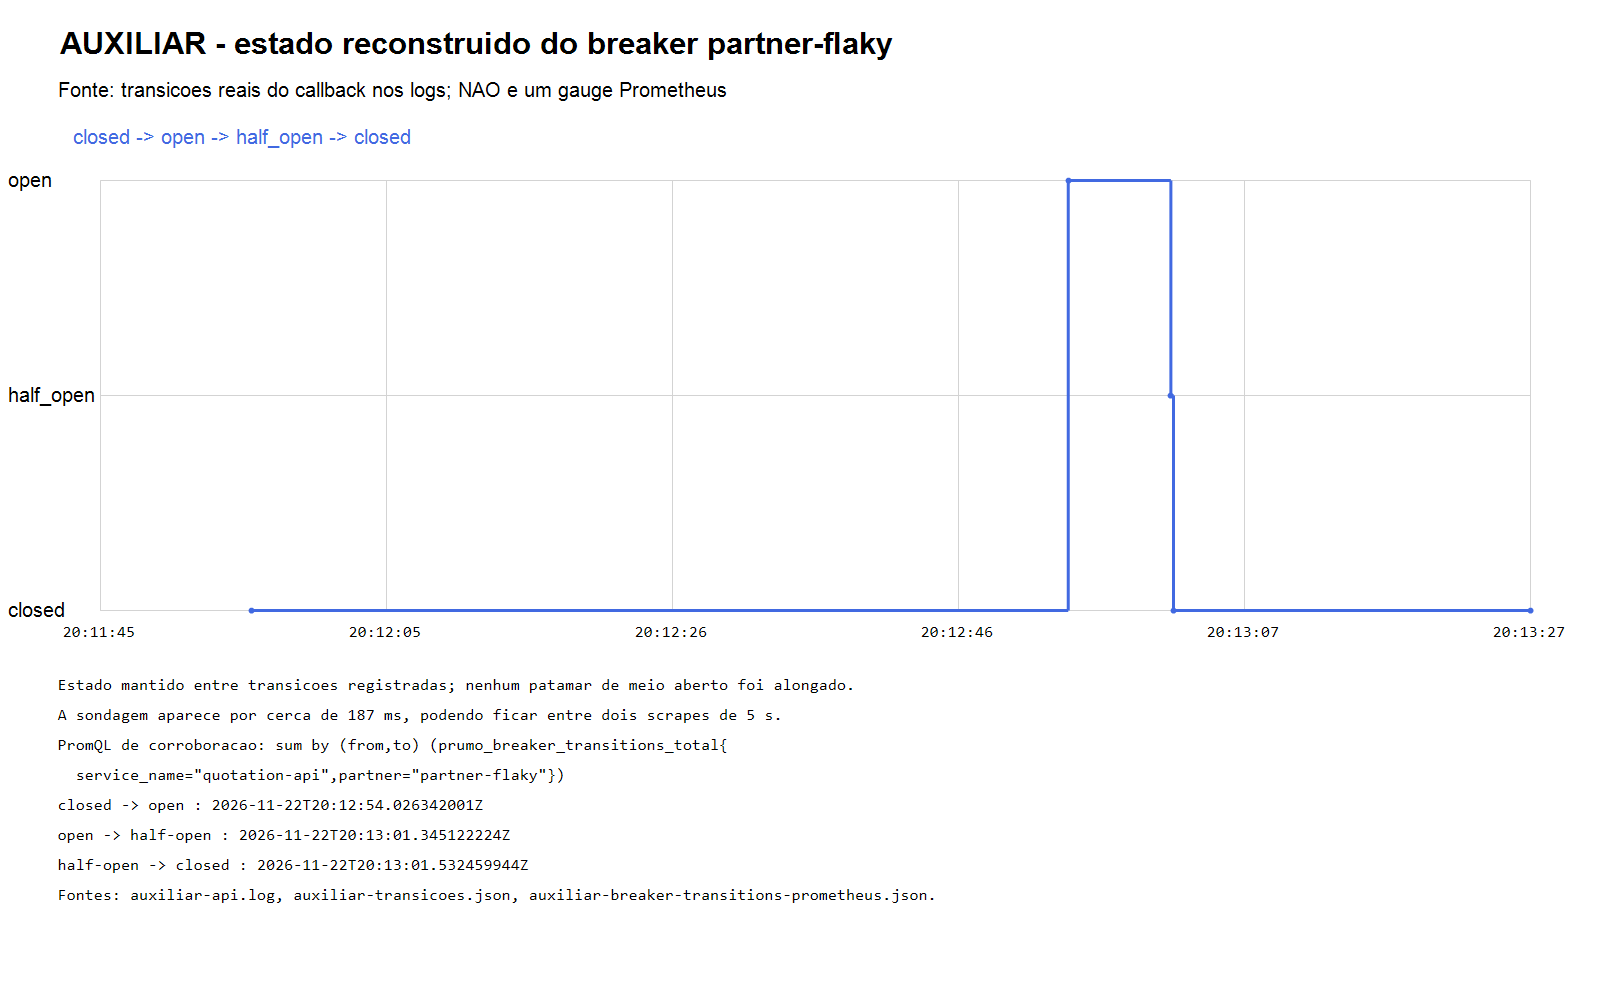 AUXILIAR - estado reconstruido do breaker partner-flaky
Fonte: transicoes reais do callback nos logs; NAO e um gauge Prometheus
closed -> open -> half_open -> closed
open
half_open
closed
20:11:45 20:12:05 20:12:26 20:12:46 20:13:07 20:13:27
Estado mantido entre transicoes registradas; nenhum patamar de meio aberto foi alongado.
A sondagem aparece por cerca de 187 ms, podendo ficar entre dois scrapes de 5 s.
PromQL de corroboracao: sum by (from,to) (prumo_breaker_transitions_total{
service_name="quotation-api",partner="partner-flaky"})
closed -> open : 2026-11-22T20:12:54.026342001Z
open -> half-open : 2026-11-22T20:13:01.345122224Z
half-open -> closed : 2026-11-22T20:13:01.532459944Z
Fontes: auxiliar-api.log, auxiliar-transicoes.json, auxiliar-breaker-transitions-prometheus.json.